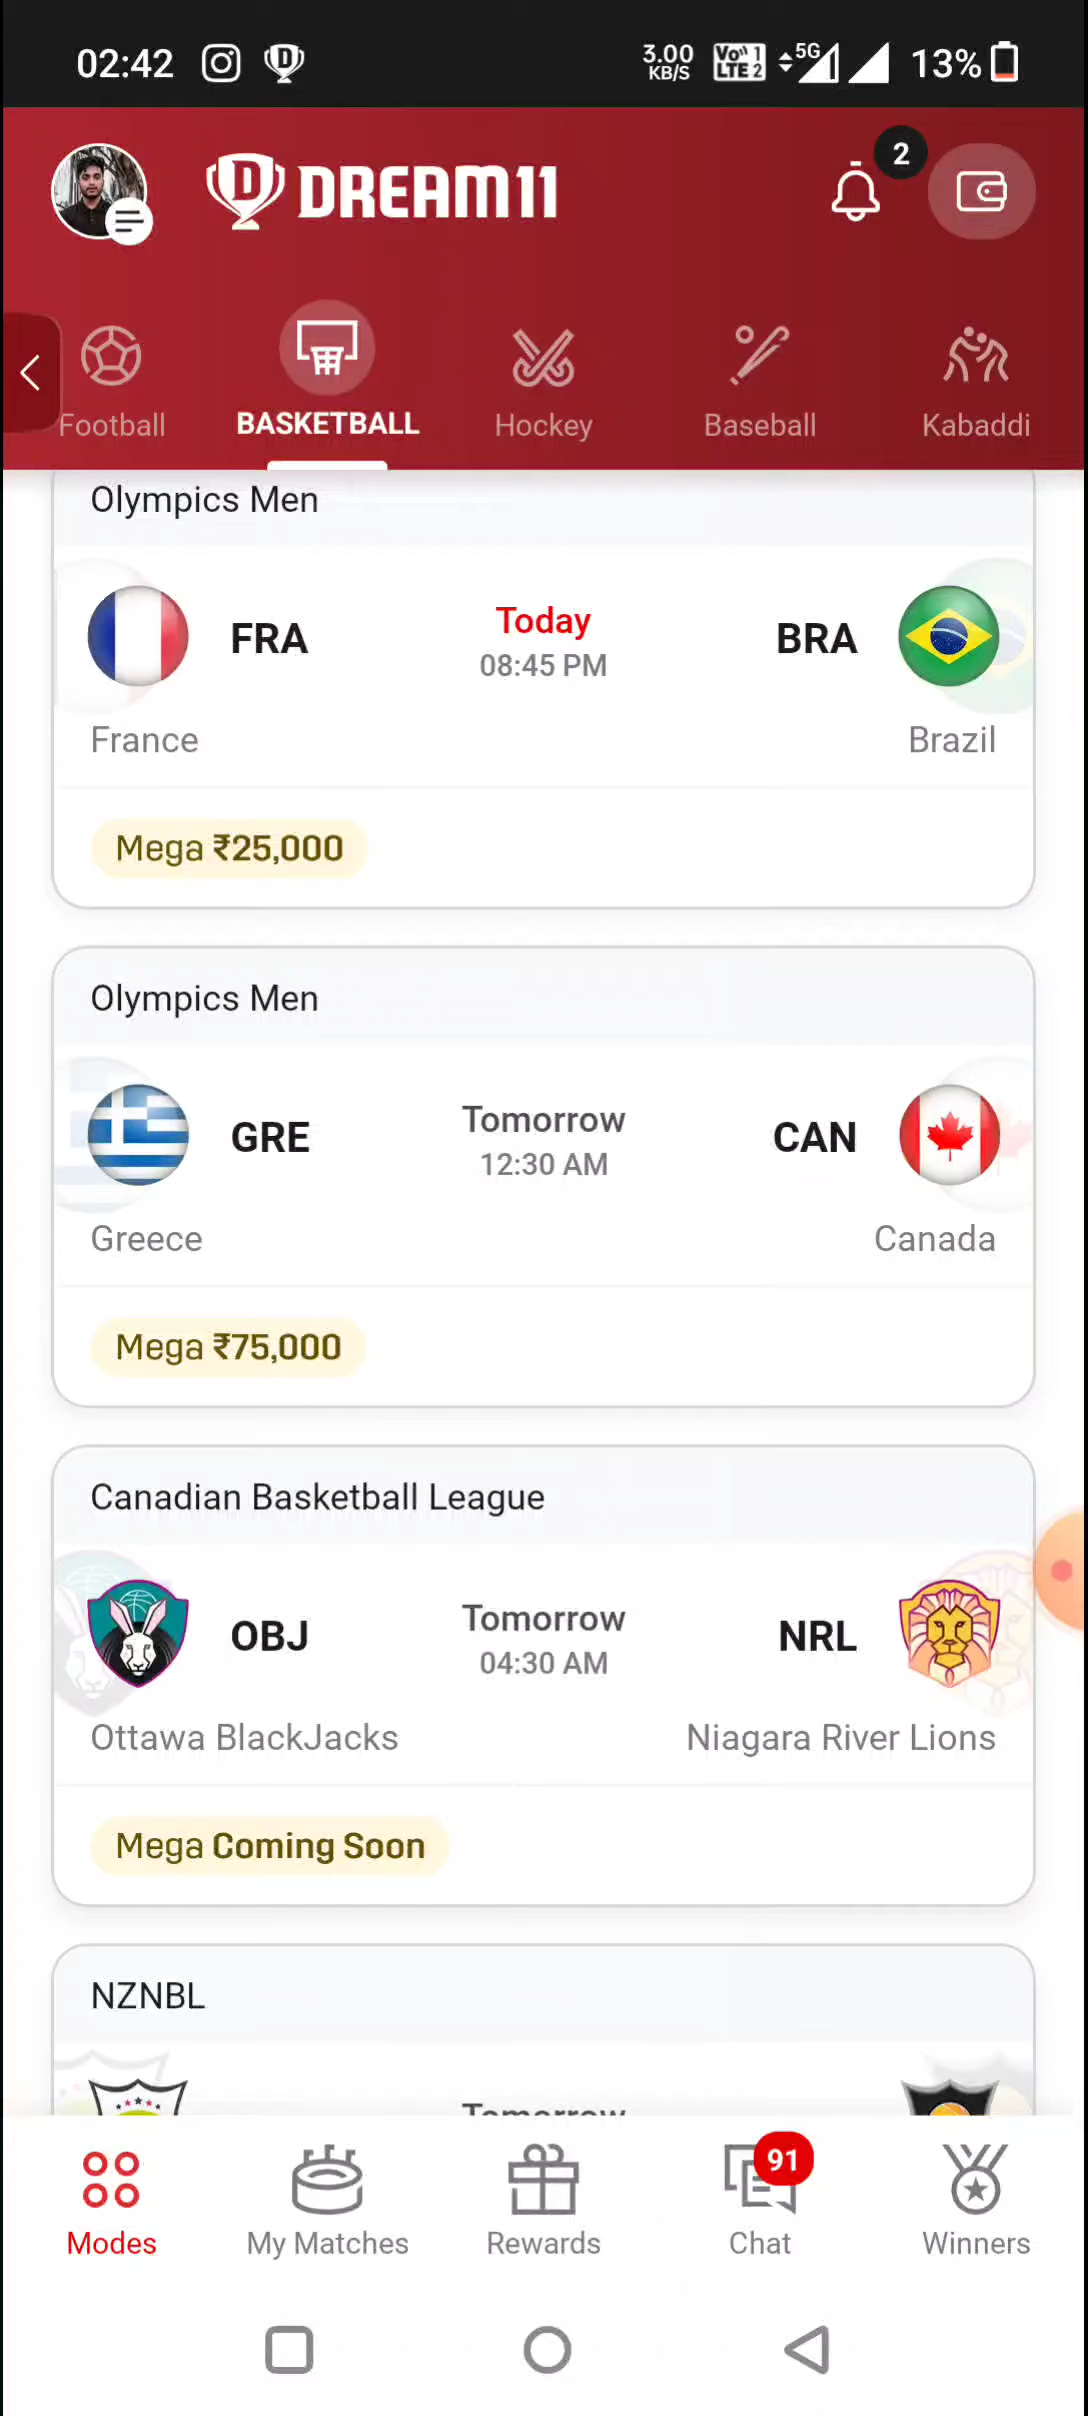 02:42
3.00
KB/S
Vo)) 1
LTE 2
5G
13%
DREAM11
2
Football
BASKETBALL
Hockey
Baseball
Kabaddi
Olympics Men
FRA
Today
08:45 PM
BRA
France
Brazil
Mega ₹25,000
Olympics Men
GRE
Tomorrow
12:30 AM
CAN
Greece
Canada
Mega ₹75,000
Canadian Basketball League
OBJ
Tomorrow
04:30 AM
NRL
Ottawa BlackJacks
Niagara River Lions
Mega Coming Soon
NZNBL
Tomorrow
91
Modes
My Matches
Rewards
Chat
Winners